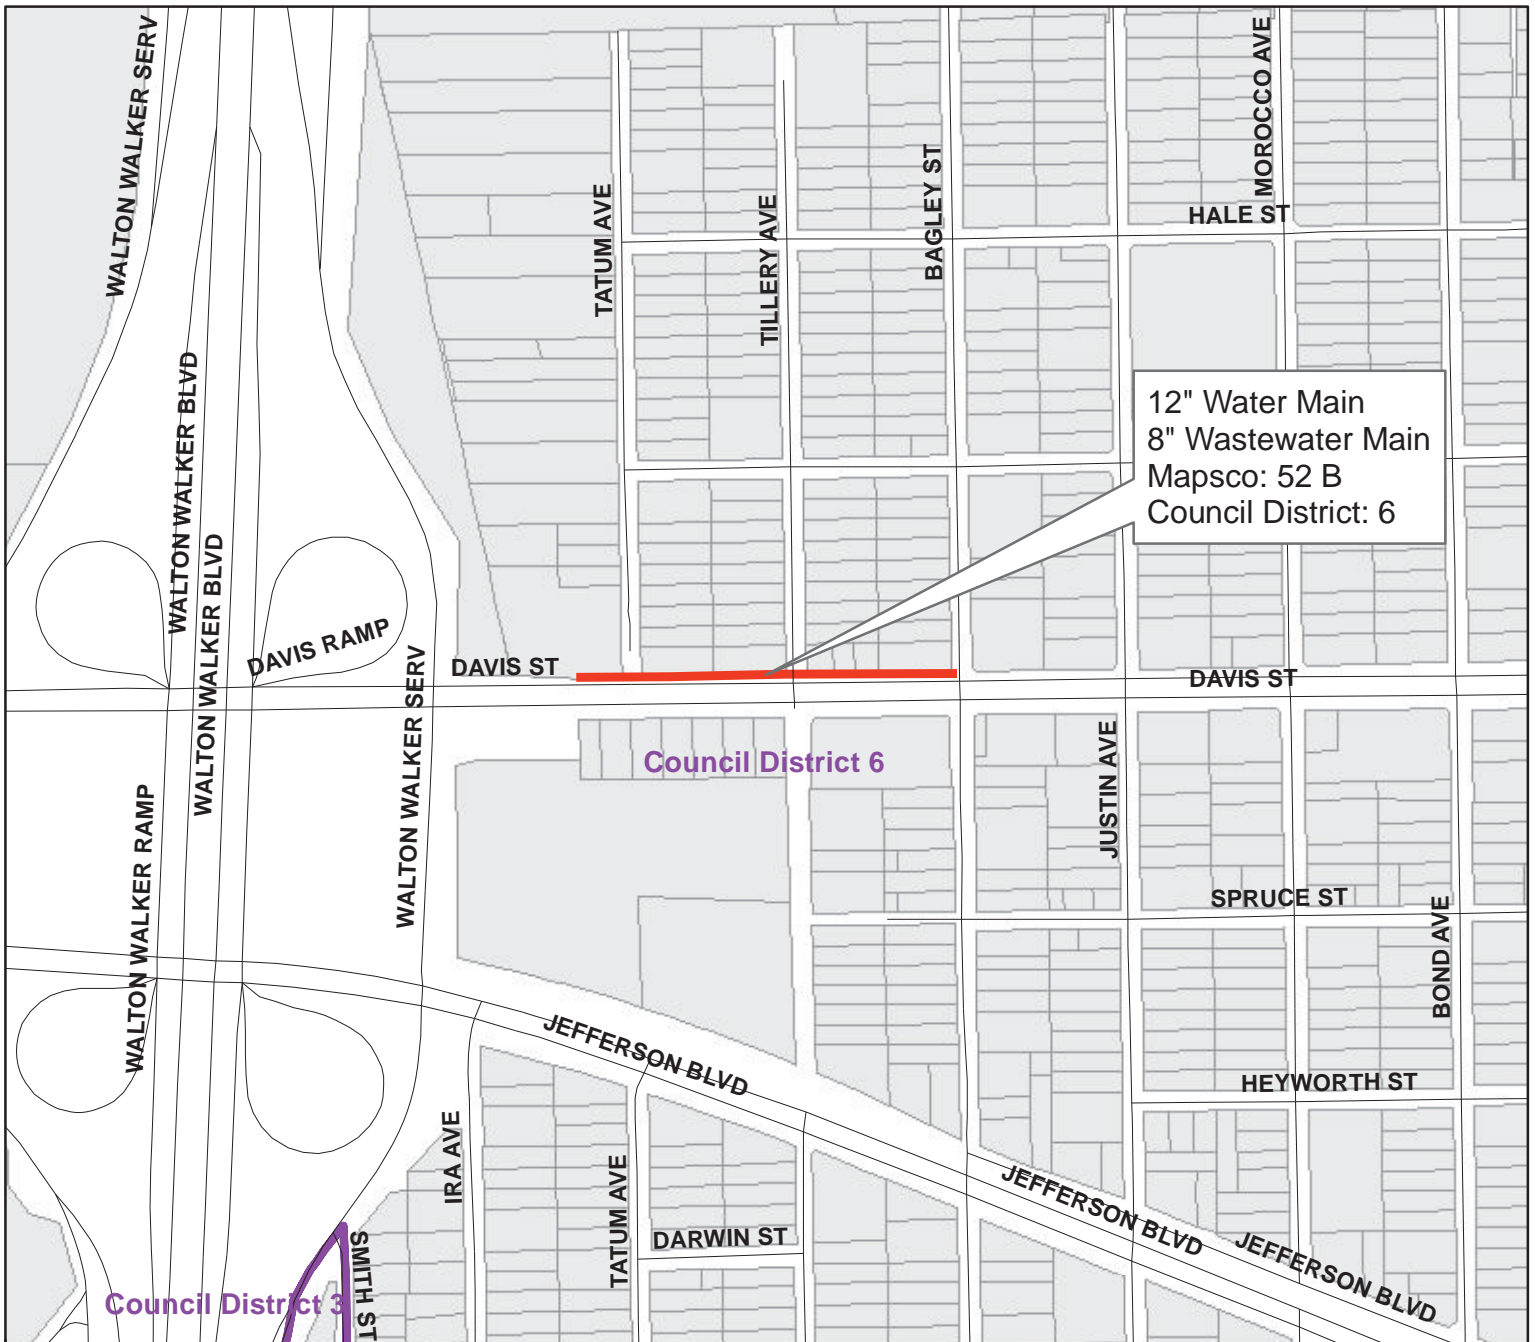 WALTON WALKER SERV
MOROCCO AVE
BAGLEY ST
TATUM AVE
TILLERY AVE
HALE ST
WALTON WALKER BLVD
12" Water Main
8" Wastewater Main
Mapsco: 52 B
Council District: 6
WALTON WALKER BLVD
DAVIS RAMP
WALTON WALKER SERV
DAVIS ST
DAVIS ST
Council District 6
JUSTIN AVE
WALTON WALKER RAMP
SPRUCE ST
BOND AVE
JEFFERSON BLVD
HEYWORTH ST
IRA AVE
TATUM AVE
JEFFERSON BLVD
DARWIN ST
SMITH ST
JEFFERSON BLVD
Council District 3